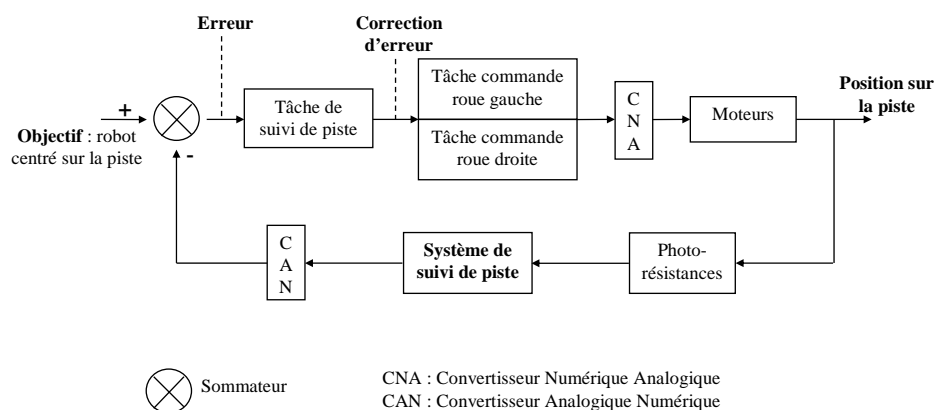 Erreur
Correction
d'erreur
+
Objectif : robot
centré sur la piste
-
Tâche de
suivi de piste
Tâche commande
roue gauche
Tâche commande
roue droite
C
N
A
Moteurs
Position sur
la piste
C
A
N
Système de
suivi de piste
Photo-
résistances
Sommateur
CNA : Convertisseur Numérique Analogique
CAN : Convertisseur Analogique Numérique